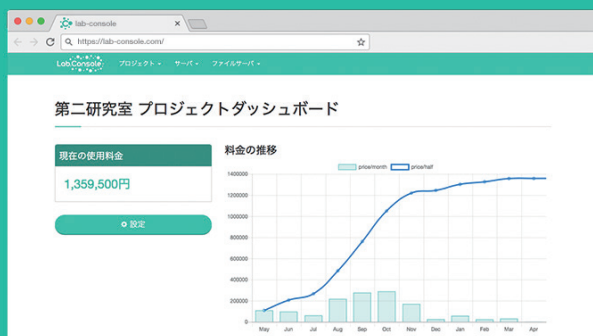 lab-console
https://lab-console.com/
Lab.Console プロジェクト サーバ ファイルサーバ
第二研究室 プロジェクトダッシュボード
現在の使用料金
1,359,500円
設定
料金の推移
price/month price/half
1400000
1200000
1000000
800000
600000
400000
200000
0
May Jun Jul Aug Sep Oct Nov Dec Jan Feb Mar Apr